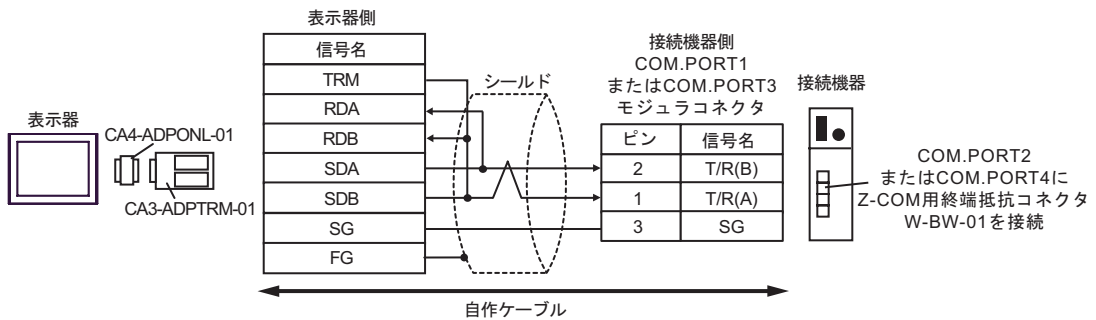 表示器
CA4-ADPONL-01
CA3-ADPTRM-01
表示器側
信号名
TRM
RDA
RDB
SDA
SDB
SG
FG
シールド
接続機器側
COM.PORT1
またはCOM.PORT3
モジュラコネクタ
ピン 信号名
2 T/R(B)
1 T/R(A)
3 SG
接続機器
COM.PORT2
またはCOM.PORT4に
Z-COM用終端抵抗コネクタ
W-BW-01を接続
自作ケーブル